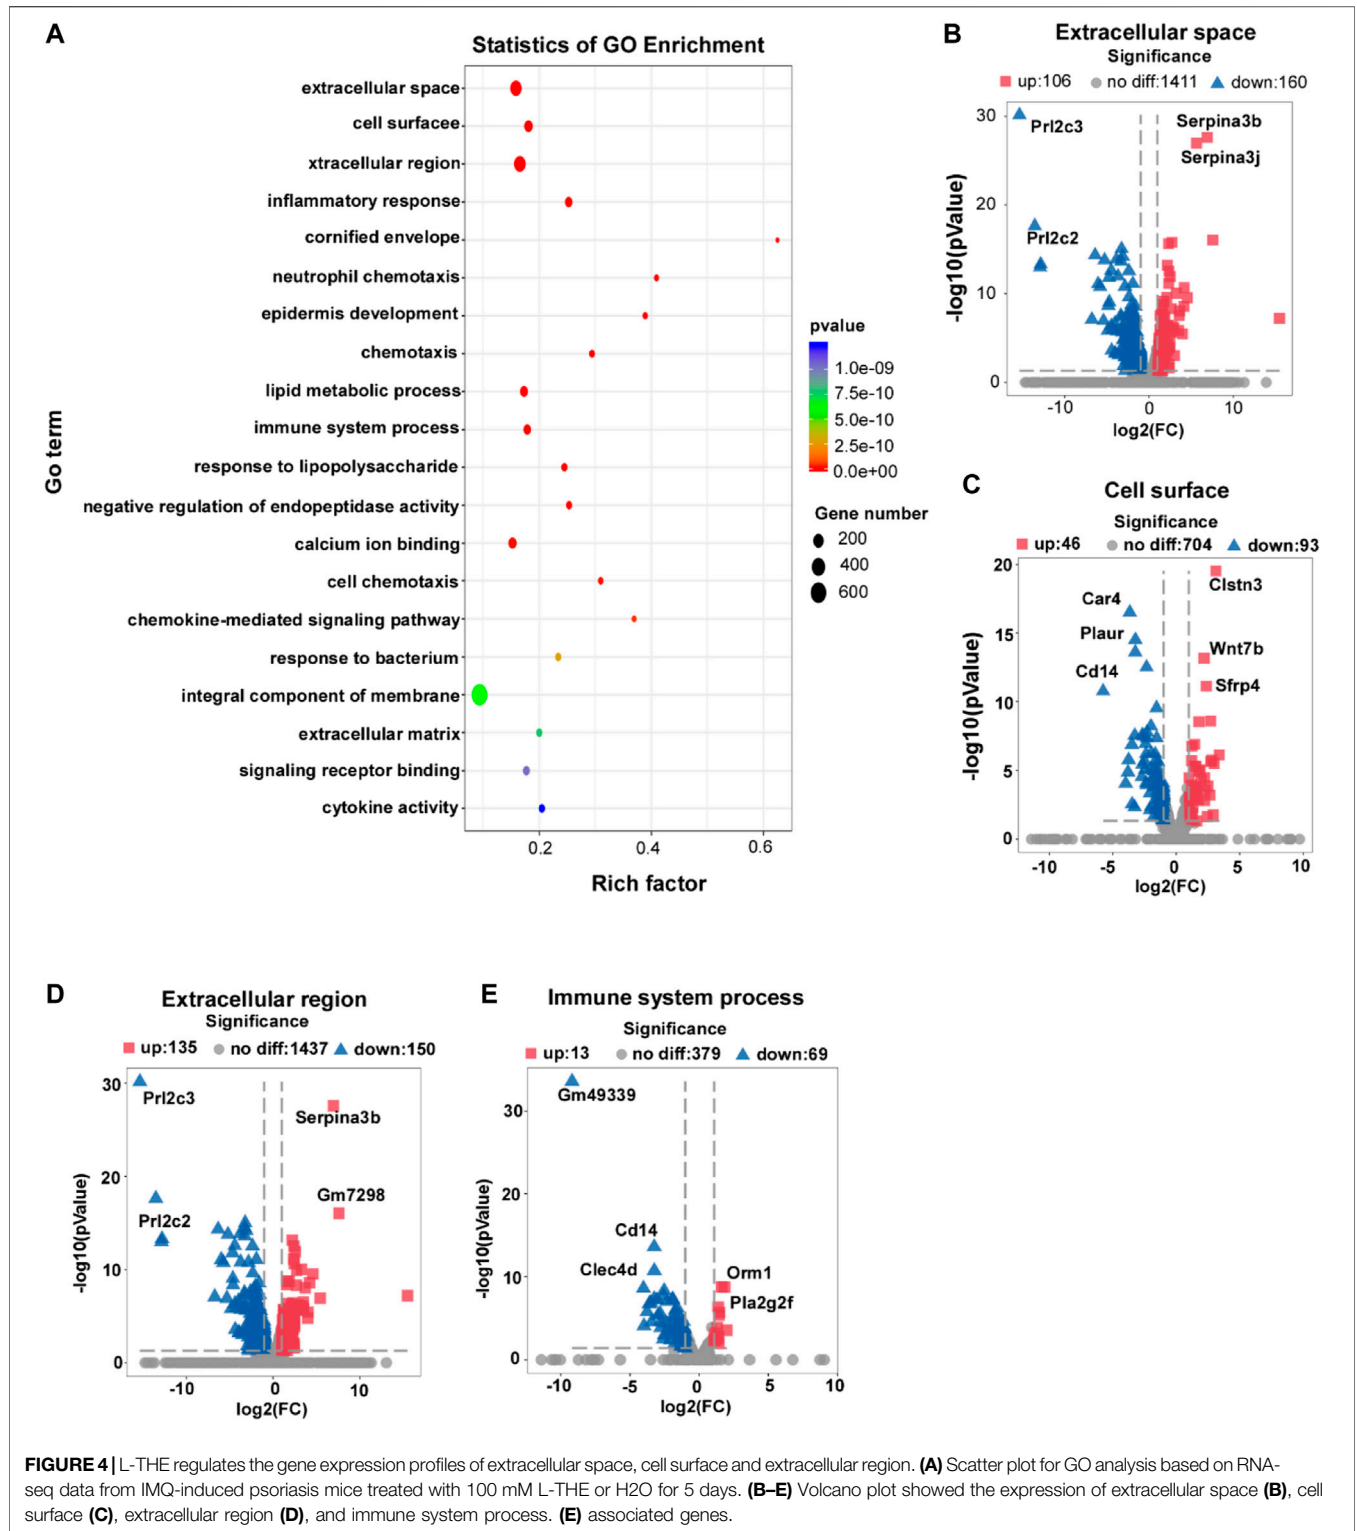 A
Statistics of GO Enrichment
extracellular space
cell surfacee
xtracellular region
inflammatory response
cornified envelope
neutrophil chemotaxis
epidermis development
chemotaxis
lipid metabolic process
immune system process
response to lipopolysaccharide
negative regulation of endopeptidase activity
calcium ion binding
cell chemotaxis
chemokine-mediated signaling pathway
response to bacterium
integral component of membrane
extracellular matrix
signaling receptor binding
cytokine activity
Go term
0.2 0.4 0.6
Rich factor
pvalue
1.0e-09
7.5e-10
5.0e-10
2.5e-10
0.0e+00
Gene number
200
400
600
B
Extracellular space
Significance
up:106 no diff:1411 down:160
30
20
10
0
-log10(pValue)
Prl2c3
Serpina3b
Serpina3j
Prl2c2
-10 0 10
log2(FC)
C
Cell surface
Significance
up:46 no diff:704 down:93
20
15
10
5
0
-log10(pValue)
Clstn3
Car4
Plaur
Wnt7b
Cd14
Sfrp4
-10 -5 0 5 10
log2(FC)
D
Extracellular region
Significance
up:135 no diff:1437 down:150
30
20
10
0
-log10(pValue)
Prl2c3
Serpina3b
Gm7298
Prl2c2
-10 0 10
log2(FC)
E
Immune system process
Significance
up:13 no diff:379 down:69
30
20
10
0
-log10(pValue)
Gm49339
Cd14
Clec4d
Orm1
Pla2g2f
-10 -5 0 5 10
log2(FC)
FIGURE 4 | L-THE regulates the gene expression profiles of extracellular space, cell surface and extracellular region. (A) Scatter plot for GO analysis based on RNA-
seq data from IMQ-induced psoriasis mice treated with 100 mM L-THE or H2O for 5 days. (B–E) Volcano plot showed the expression of extracellular space (B), cell
surface (C), extracellular region (D), and immune system process. (E) associated genes.